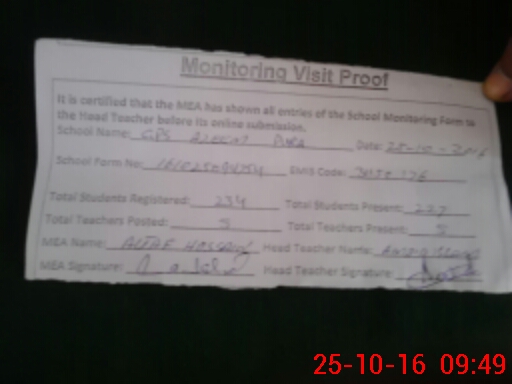 Monitoring Visit Proof
It is certified that the MEA has shown all entries of the School Monitoring Form to
the Head Teacher before its online submission.
School Name: GPS Pura Date: 25-10-2016
School Form No: EMIS Code:
Total Students Registered: 234 Total Students Present: 227
Total Teachers Posted: 5 Total Teachers Present: 5
MEA Name: ALTAF HUSSAIN Head Teacher Name:
MEA Signature: Head Teacher Signature:
25-10-16 09:49